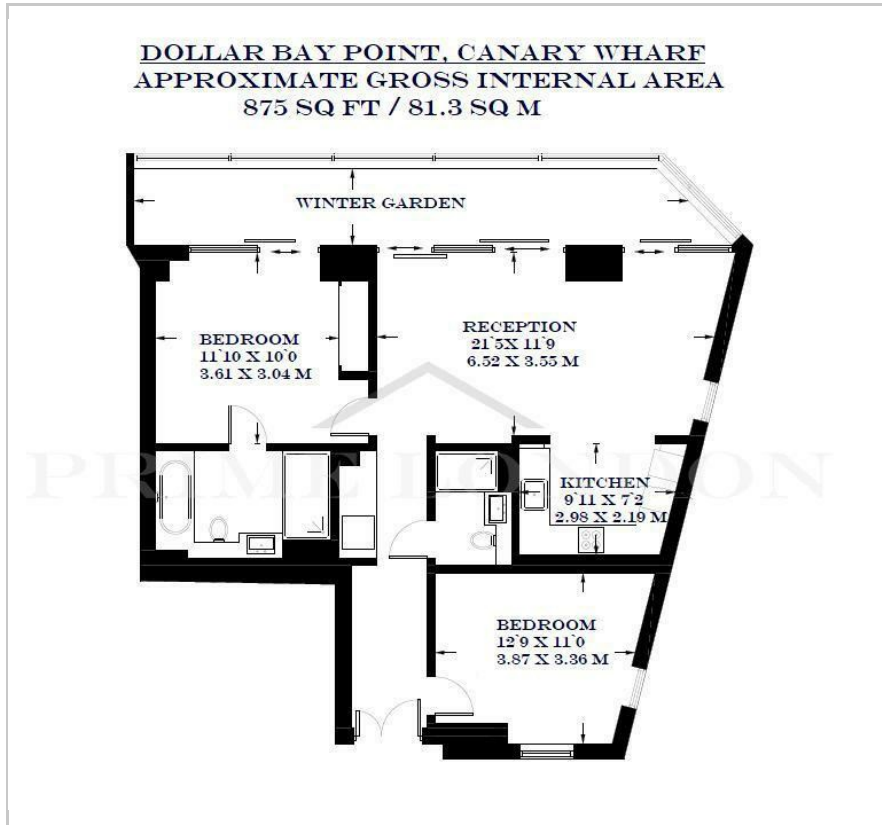 DOLLAR BAY POINT, CANARY WHARF
APPROXIMATE GROSS INTERNAL AREA
875 SQ FT / 81.3 SQ M
WINTER GARDEN
BEDROOM
11`10 X 10`0
3.61 X 3.04 M
RECEPTION
21`5X 11`9
6.52 X 3.55 M
PRIME LONDON
KITCHEN
9`11 X 7`2
2.98 X 2.19 M
BEDROOM
12`9 X 11`0
3.87 X 3.36 M